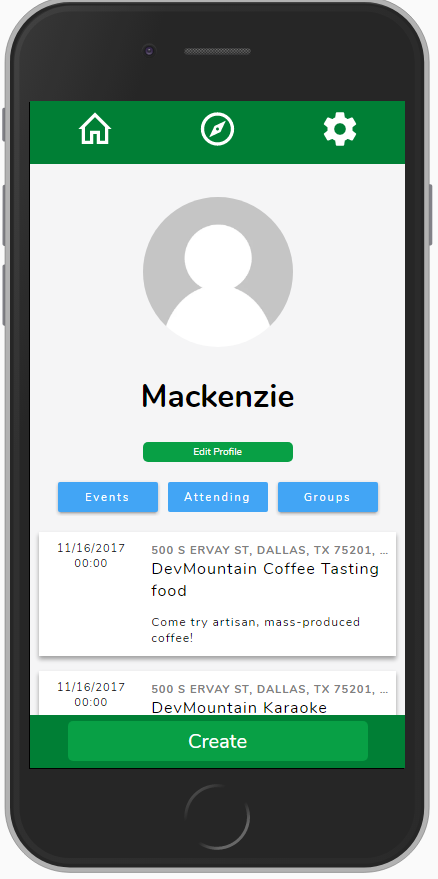 Mackenzie
Edit Profile
Events
Attending
Groups
11/16/2017
00:00
500 S ERVAY ST, DALLAS, TX 75201, ...
DevMountain Coffee Tasting
food
Come try artisan, mass-produced
coffee!
11/16/2017
00:00
500 S ERVAY ST, DALLAS, TX 75201, ...
DevMountain Karaoke
Create